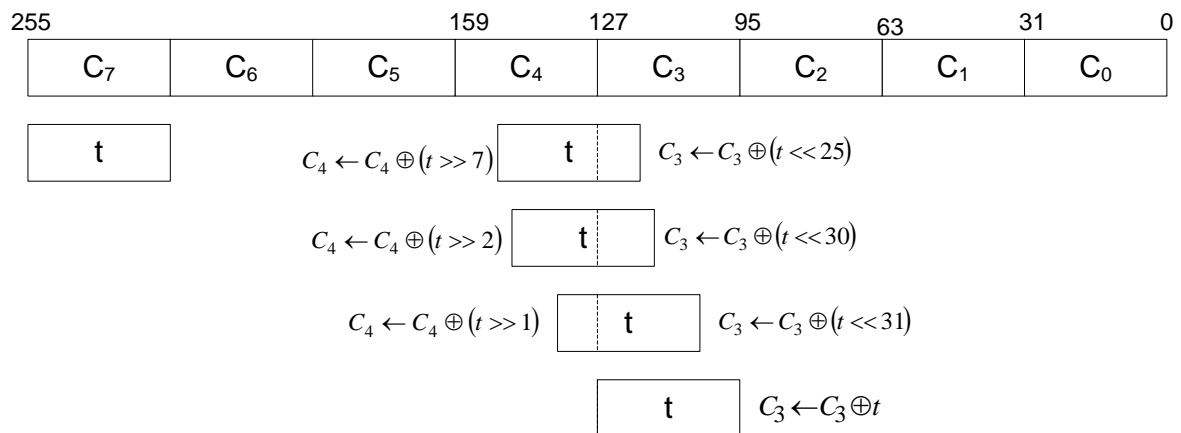 255 159 127 95 63 31 0
C₇ C₆ C₅ C₄ C₃ C₂ C₁ C₀
t C₄ ← C₄ ⊕ (t >> 7) t C₃ ← C₃ ⊕ (t << 25)
C₄ ← C₄ ⊕ (t >> 2) t C₃ ← C₃ ⊕ (t << 30)
C₄ ← C₄ ⊕ (t >> 1) t C₃ ← C₃ ⊕ (t << 31)
t C₃ ← C₃ ⊕ t